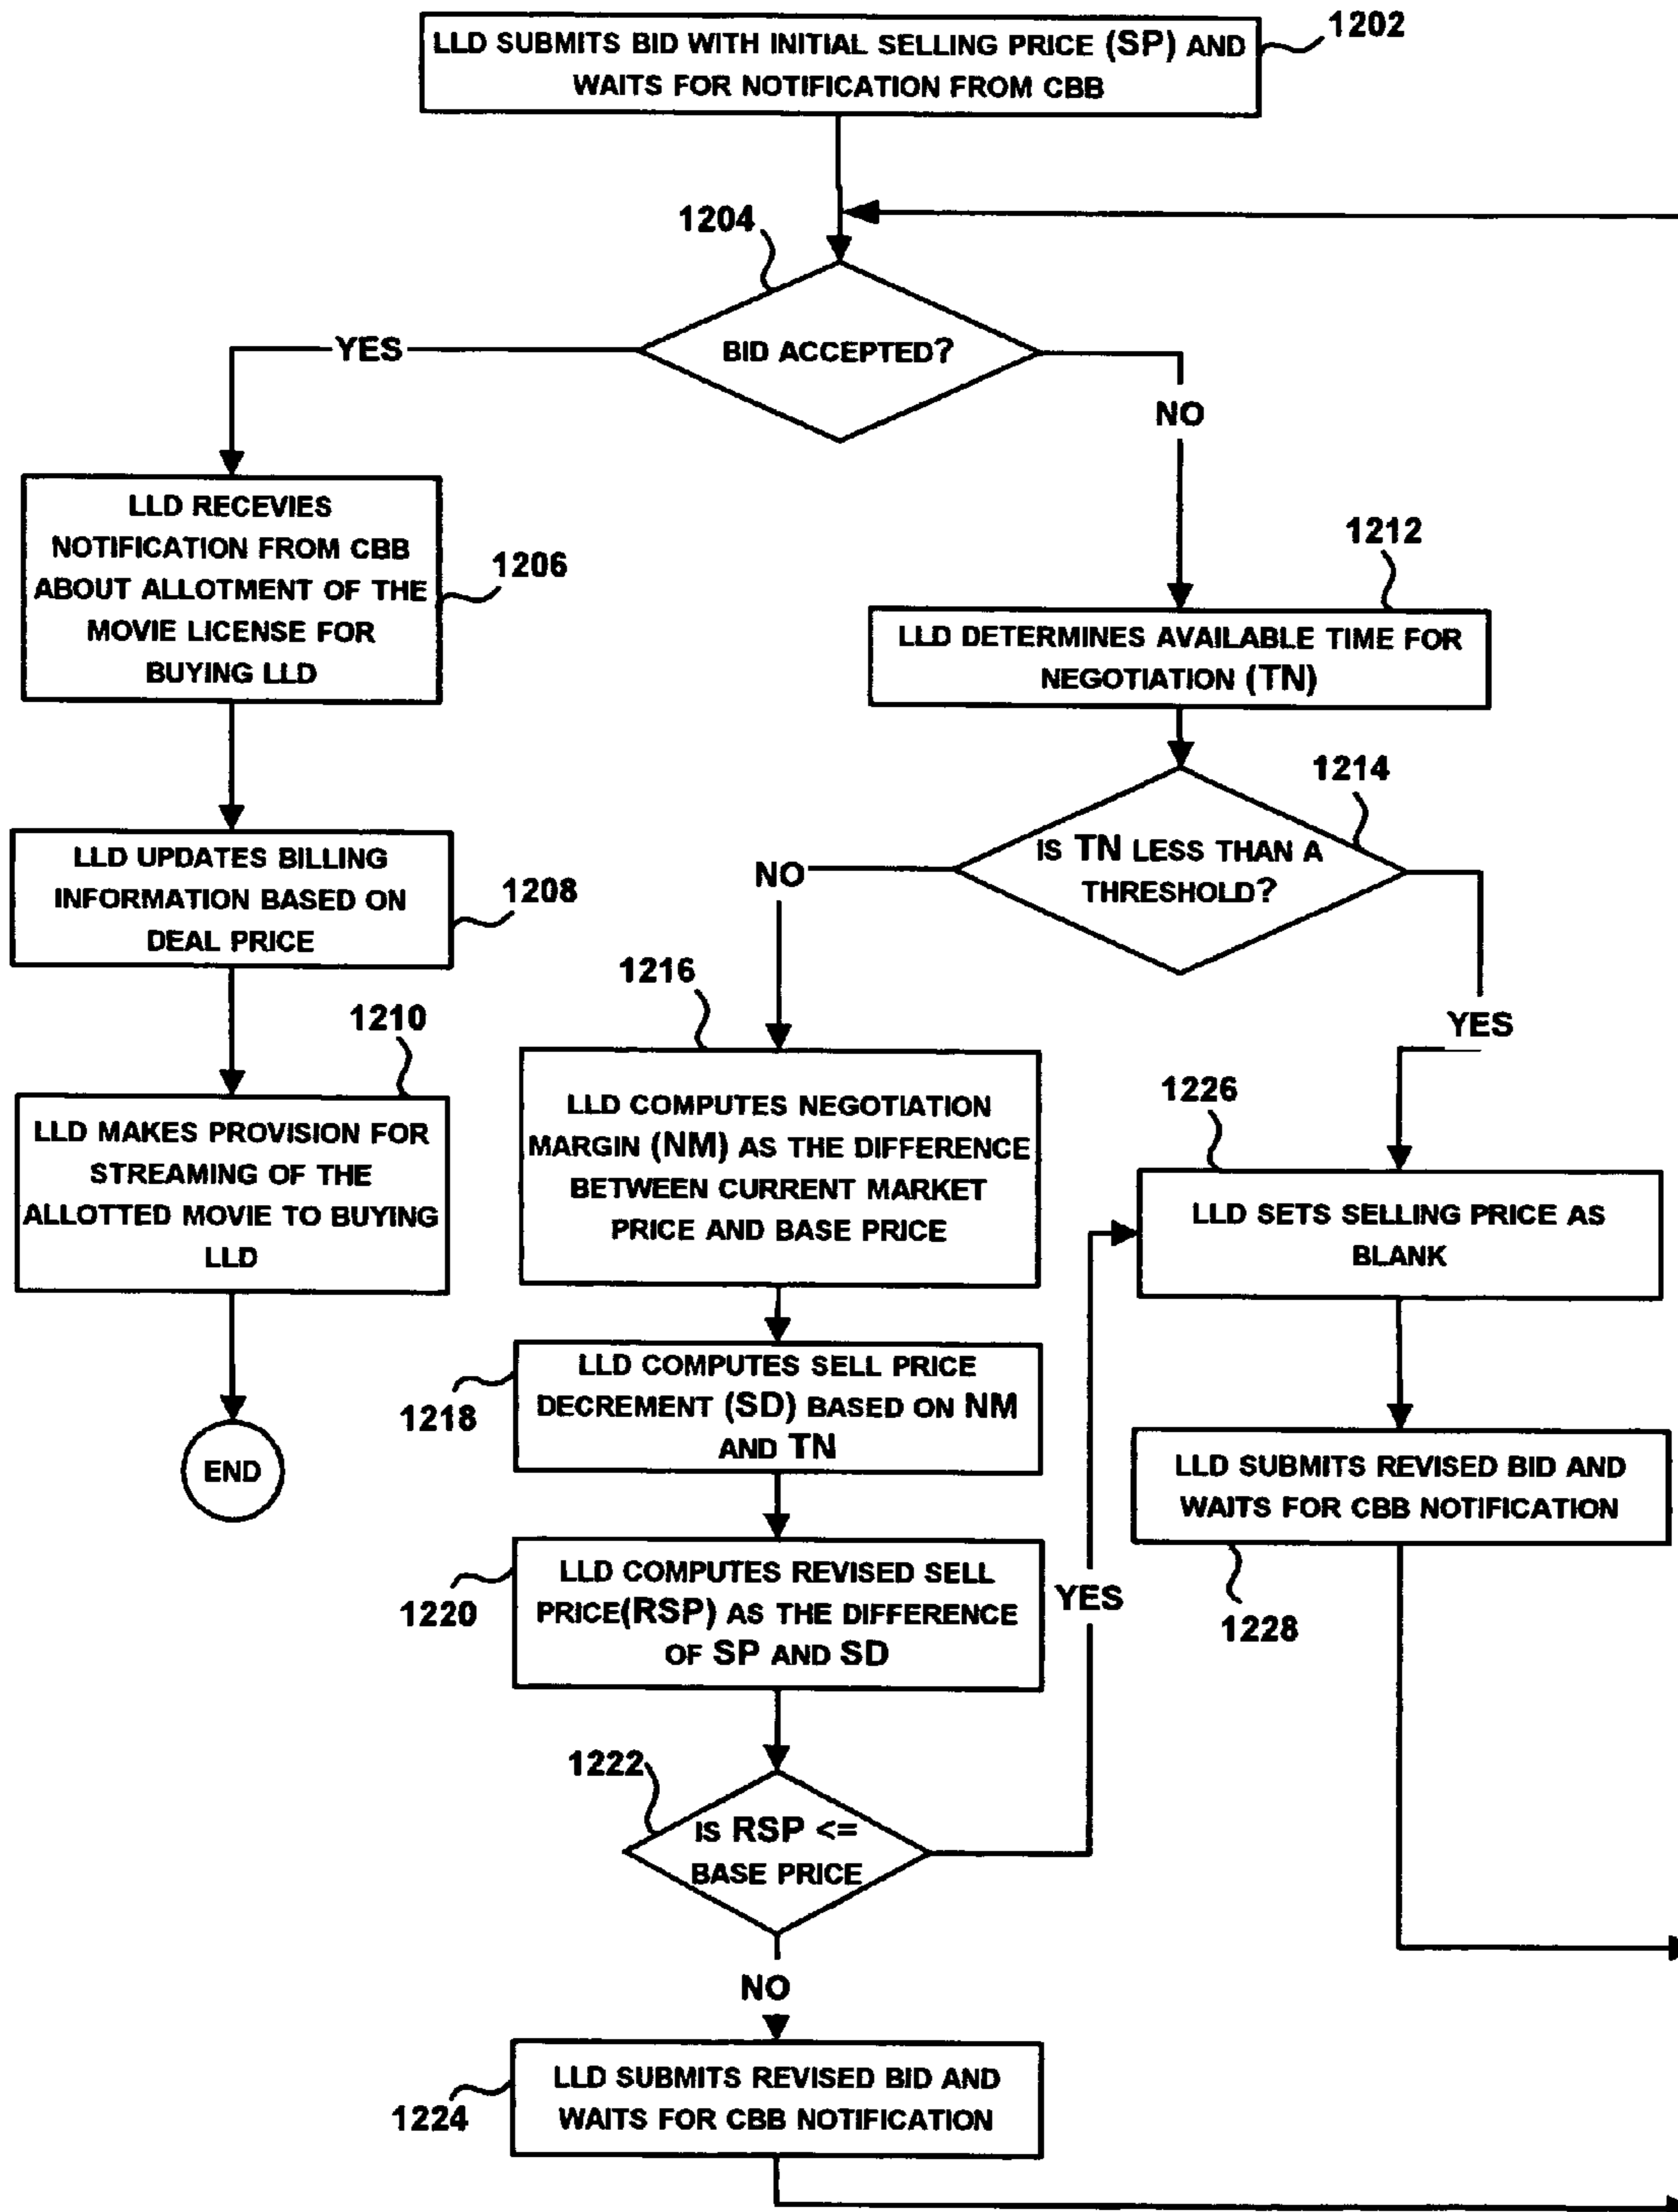 1202
LLD SUBMITS BID WITH INITIAL SELLING PRICE (SP) AND
WAITS FOR NOTIFICATION FROM CBB
1204
BID ACCEPTED?
YES
NO
LLD RECEVIES
NOTIFICATION FROM CBB
ABOUT ALLOTMENT OF THE
MOVIE LICENSE FOR
BUYING LLD
1206
LLD UPDATES BILLING
INFORMATION BASED ON
DEAL PRICE
1208
1210
LLD MAKES PROVISION FOR
STREAMING OF THE
ALLOTTED MOVIE TO BUYING
LLD
END
1212
LLD DETERMINES AVAILABLE TIME FOR
NEGOTIATION (TN)
1214
IS TN LESS THAN A
THRESHOLD?
NO
YES
1216
LLD COMPUTES NEGOTIATION
MARGIN (NM) AS THE DIFFERENCE
BETWEEN CURRENT MARKET
PRICE AND BASE PRICE
LLD COMPUTES SELL PRICE
DECREMENT (SD) BASED ON NM
AND TN
1218
LLD COMPUTES REVISED SELL
PRICE(RSP) AS THE DIFFERENCE
OF SP AND SD
1220
1222
IS RSP <=
BASE PRICE
YES
NO
LLD SUBMITS REVISED BID AND
WAITS FOR CBB NOTIFICATION
1224
1226
LLD SETS SELLING PRICE AS
BLANK
LLD SUBMITS REVISED BID AND
WAITS FOR CBB NOTIFICATION
1228